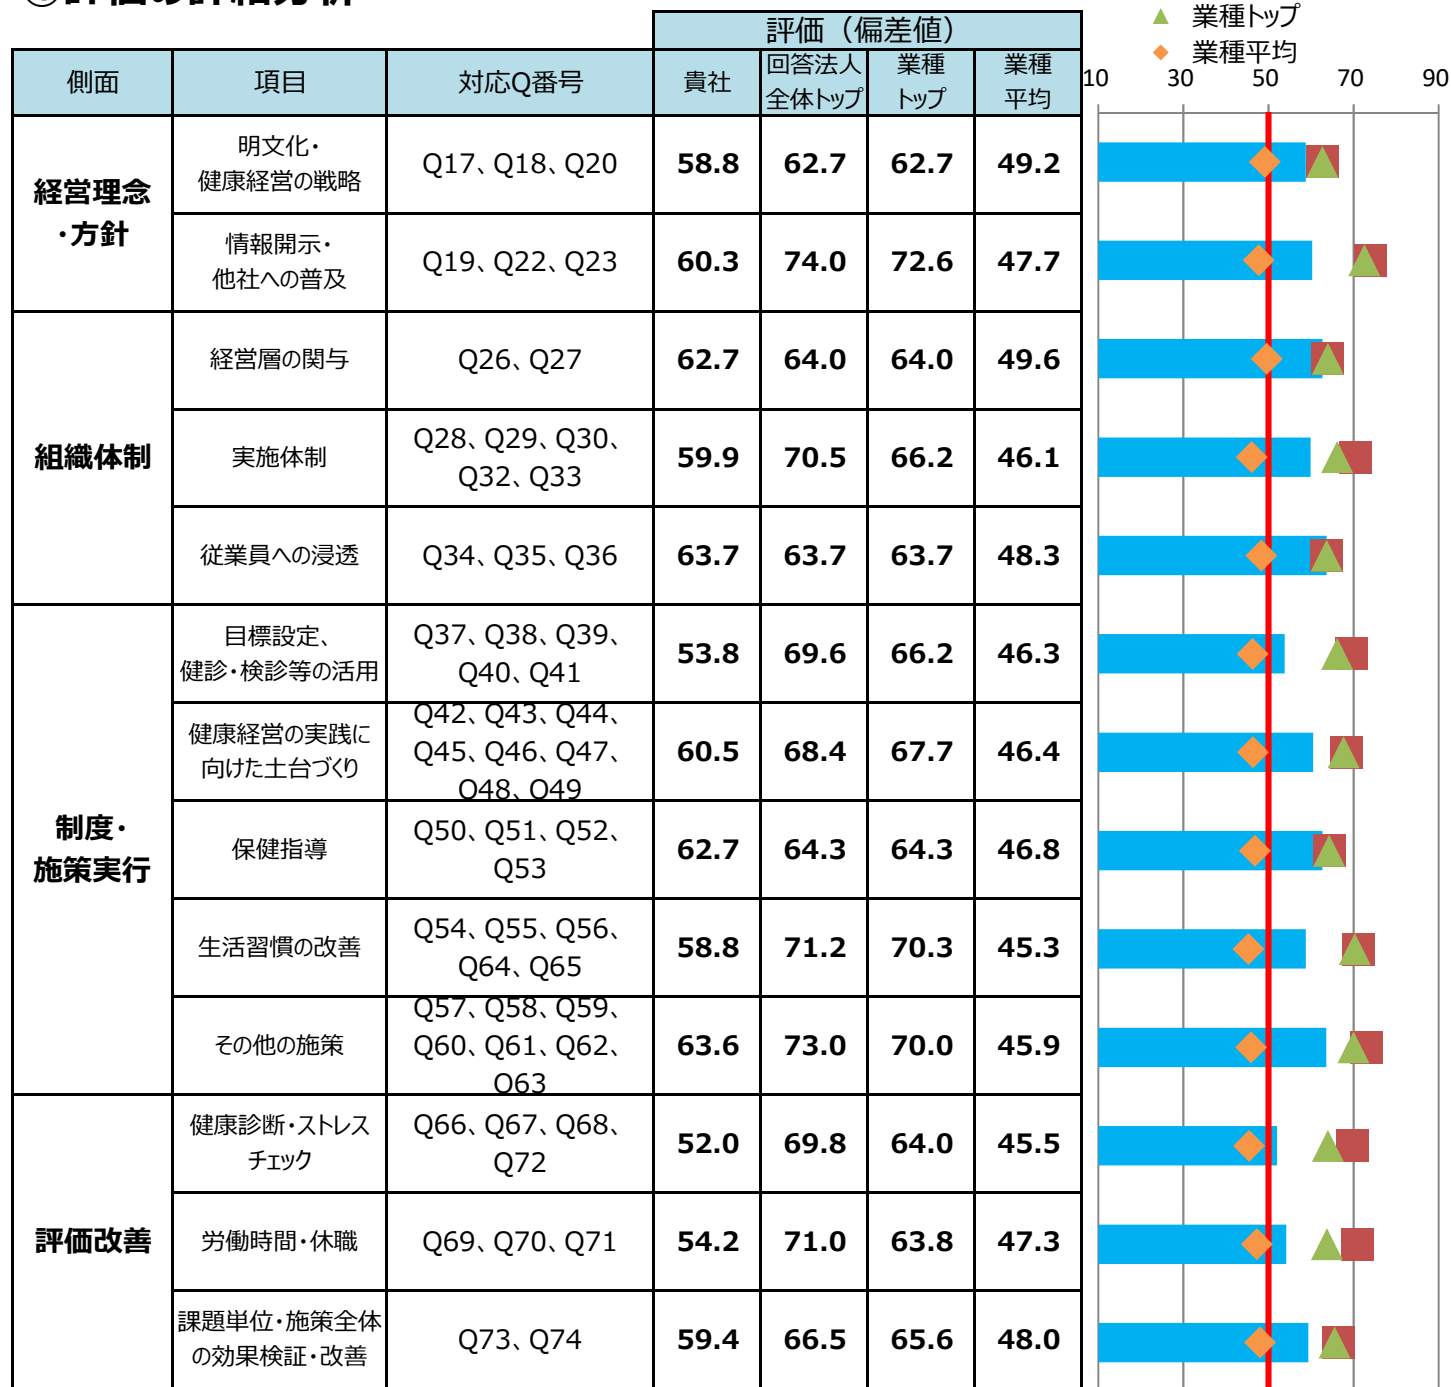 ①評価の詳細分析
▲ 業種トップ
◆ 業種平均
評価（偏差値）
側面 項目 対応Q番号 貴社 回答法人全体トップ 業種トップ 業種平均
10 30 50 70 90
経営理念
・方針
明文化・
健康経営の戦略
Q17、Q18、Q20 58.8 62.7 62.7 49.2
情報開示・
他社への普及
Q19、Q22、Q23 60.3 74.0 72.6 47.7
組織体制
経営層の関与 Q26、Q27 62.7 64.0 64.0 49.6
実施体制
Q28、Q29、Q30、
Q32、Q33
59.9 70.5 66.2 46.1
従業員への浸透 Q34、Q35、Q36 63.7 63.7 63.7 48.3
制度・
施策実行
目標設定、
健診・検診等の活用
Q37、Q38、Q39、
Q40、Q41
53.8 69.6 66.2 46.3
健康経営の実践に
向けた土台づくり
Q42、Q43、Q44、
Q45、Q46、Q47、
Q48、Q49
60.5 68.4 67.7 46.4
保健指導
Q50、Q51、Q52、
Q53
62.7 64.3 64.3 46.8
生活習慣の改善
Q54、Q55、Q56、
Q64、Q65
58.8 71.2 70.3 45.3
その他の施策
Q57、Q58、Q59、
Q60、Q61、Q62、
Q63
63.6 73.0 70.0 45.9
評価改善
健康診断・ストレス
チェック
Q66、Q67、Q68、
Q72
52.0 69.8 64.0 45.5
労働時間・休職 Q69、Q70、Q71 54.2 71.0 63.8 47.3
課題単位・施策全体
の効果検証・改善
Q73、Q74 59.4 66.5 65.6 48.0